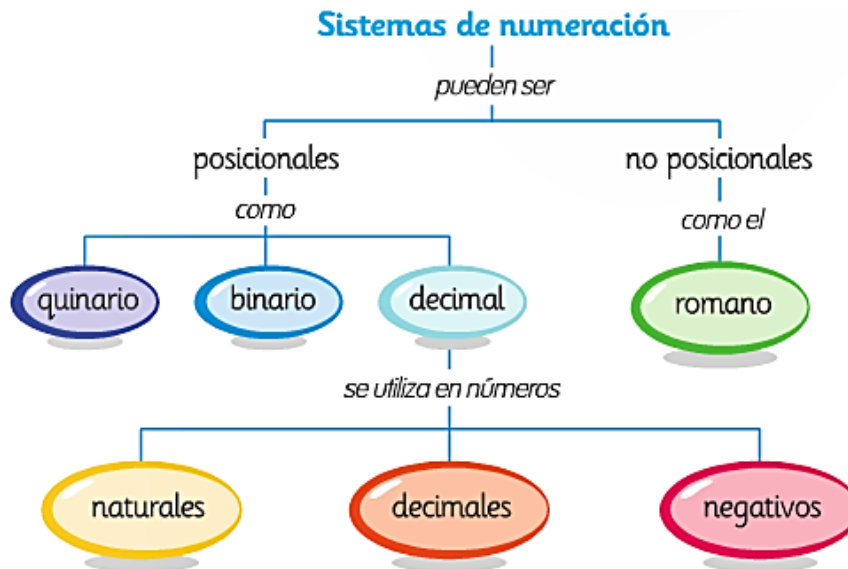 Sistemas de numeración
pueden ser
posicionales
no posicionales
como
como el
quinario
binario
decimal
romano
se utiliza en números
naturales
decimales
negativos